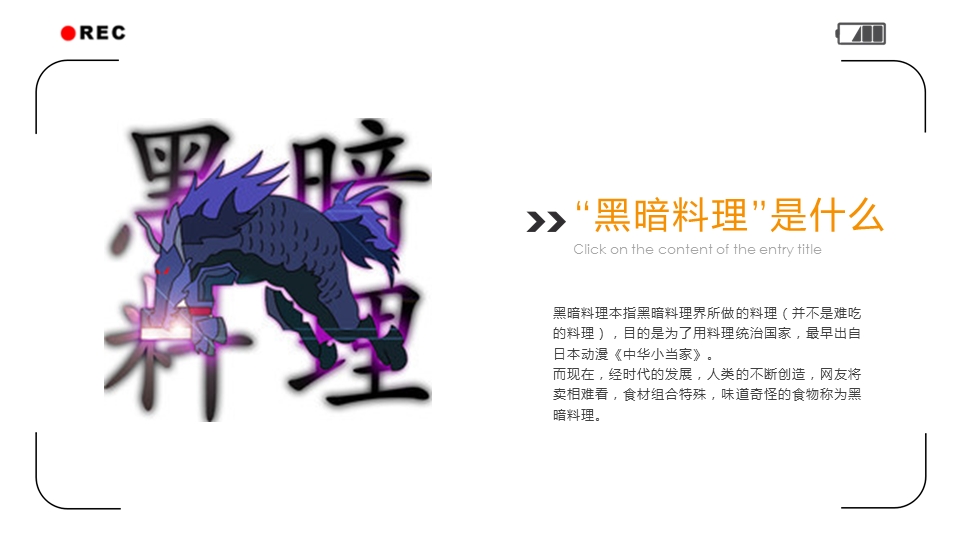 REC
黑暗
料理
“黑暗料理”是什么
Click on the content of the entry title
黑暗料理本指黑暗料理界所做的料理（并不是难吃
的料理），目的是为了用料理统治国家，最早出自
日本动漫《中华小当家》。
而现在，经时代的发展，人类的不断创造，网友将
卖相难看，食材组合特殊，味道奇怪的食物称为黑
暗料理。